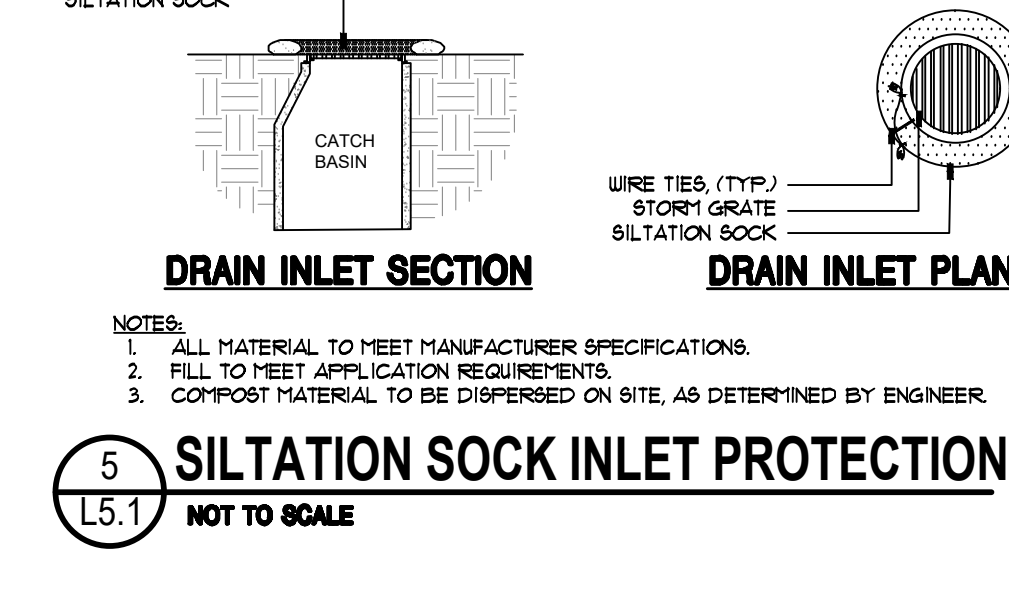 SILTATION SOCK
CATCH
BASIN
WIRE TIES, (TYP.)
STORM GRATE
SILTATION SOCK
DRAIN INLET SECTION
DRAIN INLET PLAN
NOTES:
1. ALL MATERIAL TO MEET MANUFACTURER SPECIFICATIONS.
2. FILL TO MEET APPLICATION REQUIREMENTS.
3. COMPOST MATERIAL TO BE DISPERSED ON SITE, AS DETERMINED BY ENGINEER.
5
SILTATION SOCK INLET PROTECTION
L5.1
NOT TO SCALE